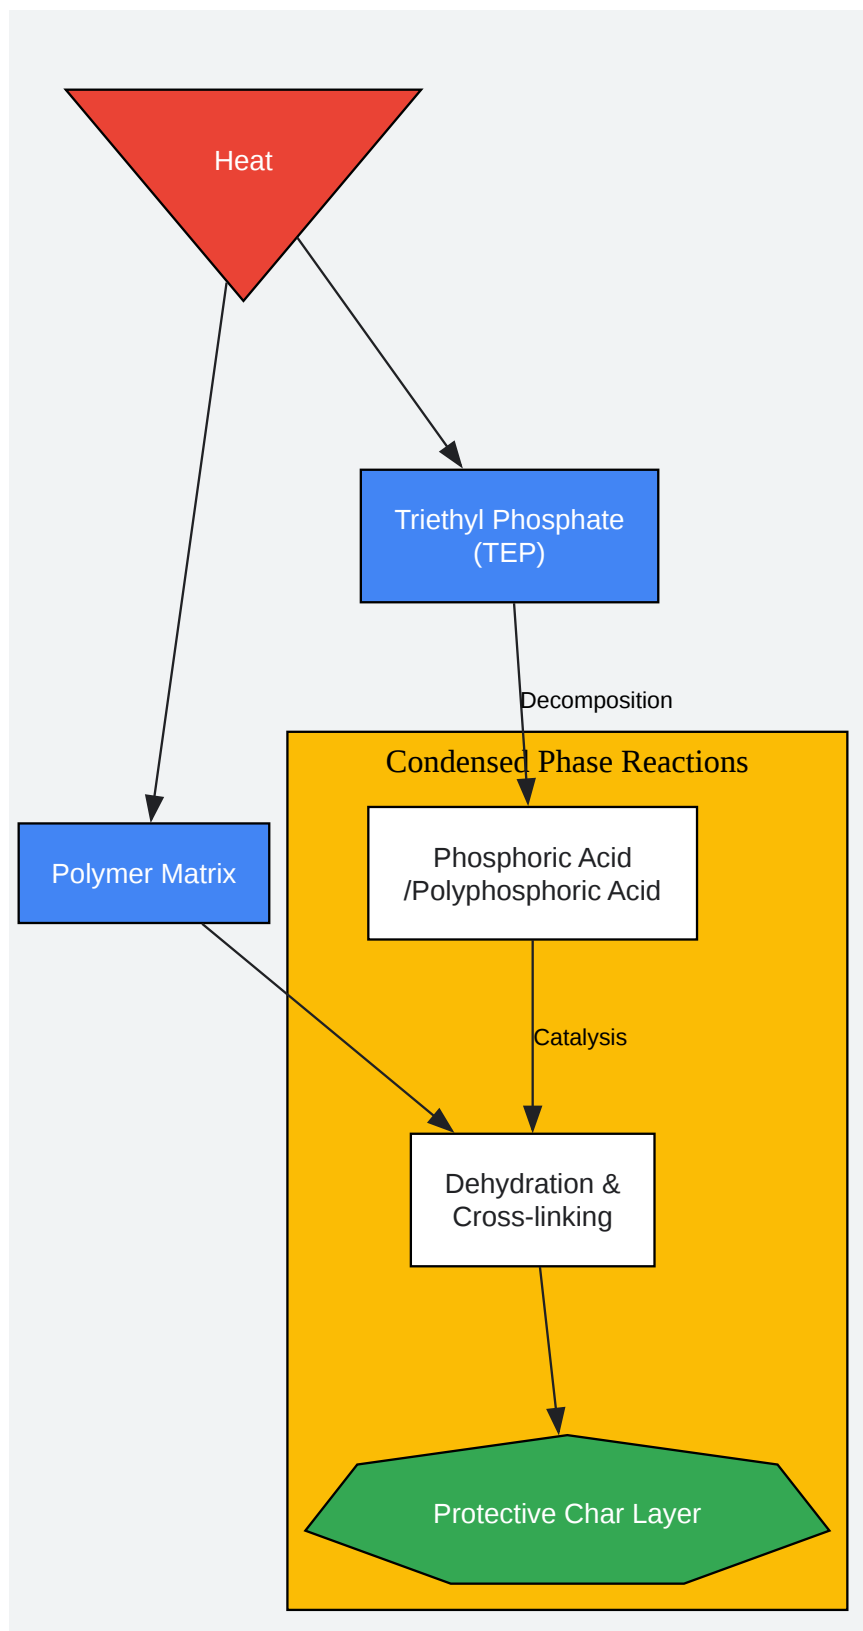 Heat
Triethyl Phosphate
(TEP)
Decomposition
Condensed Phase Reactions
Phosphoric Acid
/Polyphosphoric Acid
Polymer Matrix
Catalysis
Dehydration &
Cross-linking
Protective Char Layer